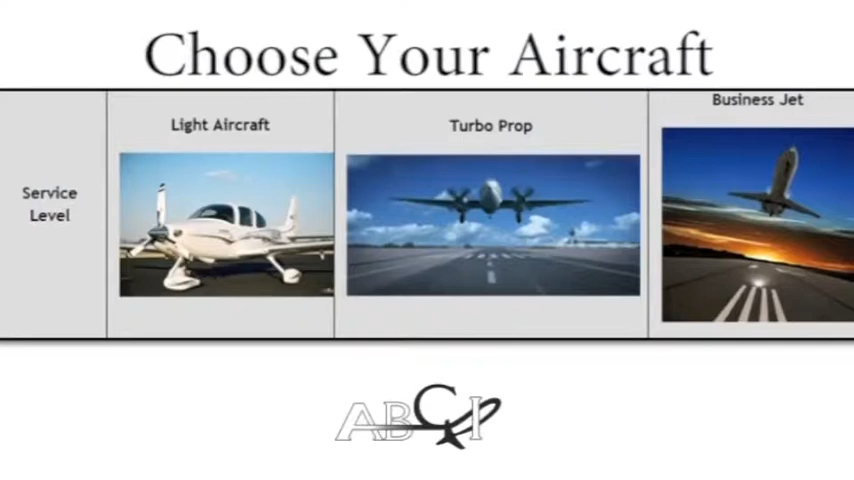 Choose Your Aircraft
Business Jet
Light Aircraft
Turbo Prop
Service
Level
ABCI